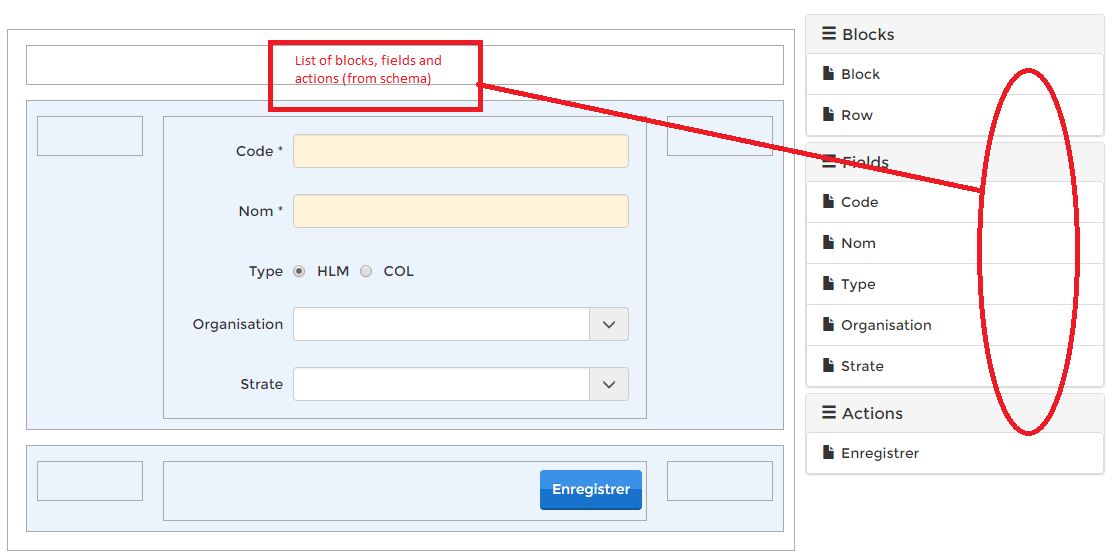 List of blocks, fields and
actions (from schema)
Code *
Nom *
Type HLM COL
Organisation
Strate
Enregistrer
Blocks
Block
Row
Fields
Code
Nom
Type
Organisation
Strate
Actions
Enregistrer